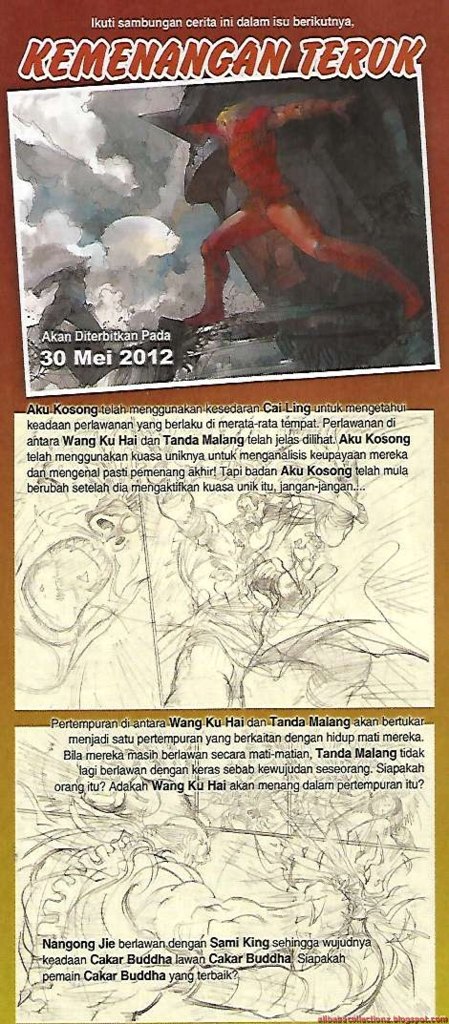 Ikuti sambungan cerita ini dalam isu berikutnya,
KEMENANGAN TERUK
Akan Diterbitkan Pada
30 Mei 2012
Aku Kosong telah menggunakan kesedaran Cai Ling untuk mengetahui
keadaan perlawanan yang berlaku di merata-rata tempat. Perlawanan di
antara Wang Ku Hai dan Tanda Malang telah jelas dilihat. Aku Kosong
telah menggunakan kuasa uniknya untuk menganalisis keupayaan mereka
dan mengenal pasti pemenang akhir! Tapi badan Aku Kosong telah mula
berubah setelah dia mengaktifkan kuasa unik itu, jangan-jangan....
Pertempuran di antara Wang Ku Hai dan Tanda Malang akan bertukar
menjadi satu pertempuran yang berkaitan dengan hidup mati mereka.
Bila mereka masih berlawan secara mati-matian, Tanda Malang tidak
lagi berlawan dengan keras sebab kewujudan seseorang. Siapakah
orang itu? Adakah Wang Ku Hai akan menang dalam pertempuran itu?
Nangong Jie berlawan dengan Sami King sehingga wujudnya
keadaan Cakar Buddha lawan Cakar Buddha. Siapakah
pemain Cakar Buddha yang terbaik?
alibabacollections.blogspot.com